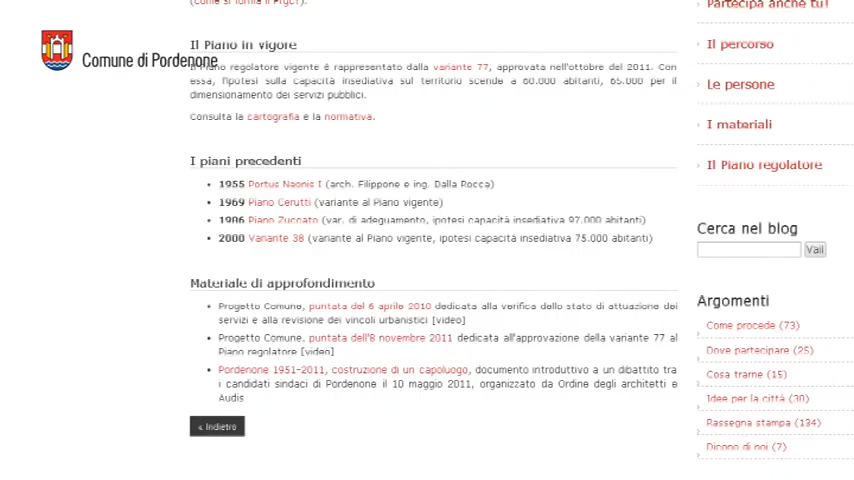 (come si forma il PRGC?).
Comune di Pordenone
Il Piano in vigore
Il Piano regolatore vigente è rappresentato dalla variante 77, approvata nell'ottobre del 2011. Con
essa, l'ipotesi sulla capacità insediativa sul territorio scende a 60.000 abitanti, 65.000 per il
dimensionamento dei servizi pubblici.
Consulta la cartografia e la normativa.
I piani precedenti
• 1955 Portus Naonis I (arch. Filippone e ing. Dalla Rocca)
• 1969 Piano Cerutti (variante al Piano vigente)
• 1986 Piano Zuccato (var. di adeguamento, ipotesi capacità insediativa 97.000 abitanti)
• 2000 Variante 38 (variante al Piano vigente, ipotesi capacità insediativa 75.000 abitanti)
Materiale di approfondimento
• Progetto Comune, puntata del 6 aprile 2010 dedicata alla verifica dello stato di attuazione dei
servizi e alla revisione dei vincoli urbanistici [video]
• Progetto Comune, puntata dell'8 novembre 2011 dedicata all'approvazione della variante 77 al
Piano regolatore [video]
• Pordenone 1951-2011, costruzione di un capoluogo, documento introduttivo a un dibattito tra
i candidati sindaci di Pordenone il 10 maggio 2011, organizzato da Ordine degli architetti e
Audis
« Indietro
Partecipa anche tu!
Il percorso
Le persone
I materiali
Il Piano regolatore
Cerca nel blog
Vai!
Argomenti
Come procede (73)
Dove partecipare (25)
Cosa trarne (15)
Idee per la città (30)
Rassegna stampa (134)
Dicono di noi (7)